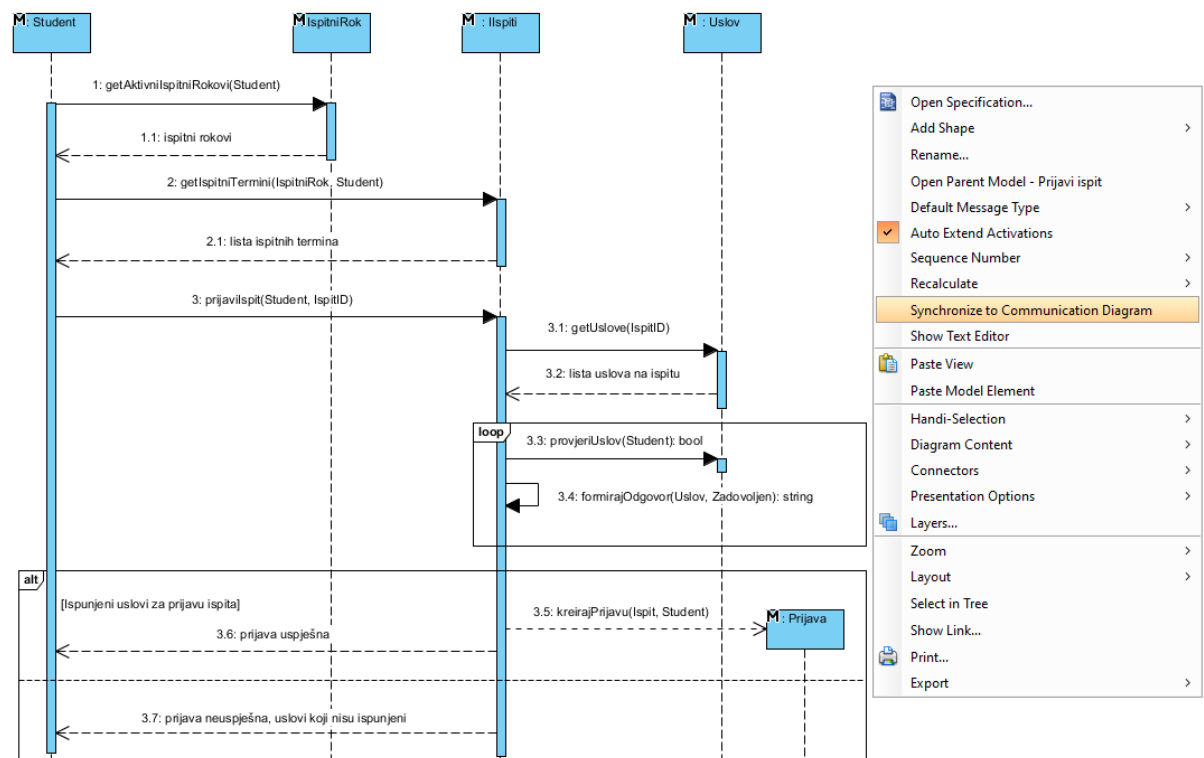 M: Student
M IspitniRok
M : IIspiti
M : Uslov
1: getAktivniIspitniRokovi(Student)
1.1: ispitni rokovi
2: getIspitniTermini(IspitniRok, Student)
2.1: lista ispitnih termina
3: prijaviIspit(Student, IspitID)
3.1: getUslove(IspitID)
3.2: lista uslova na ispitu
loop
3.3: provjeriUslov(Student): bool
3.4: formirajOdgovor(Uslov, Zadovoljen): string
alt
[Ispunjeni uslovi za prijavu ispita]
3.5: kreirajPrijavu(Ispit, Student)
M : Prijava
3.6: prijava uspješna
3.7: prijava neuspješna, uslovi koji nisu ispunjeni
Open Specification...
Add Shape
Rename...
Open Parent Model - Prijavi ispit
Default Message Type
Auto Extend Activations
Sequence Number
Recalculate
Synchronize to Communication Diagram
Show Text Editor
Paste View
Paste Model Element
Handi-Selection
Diagram Content
Connectors
Presentation Options
Layers...
Zoom
Layout
Select in Tree
Show Link...
Print...
Export